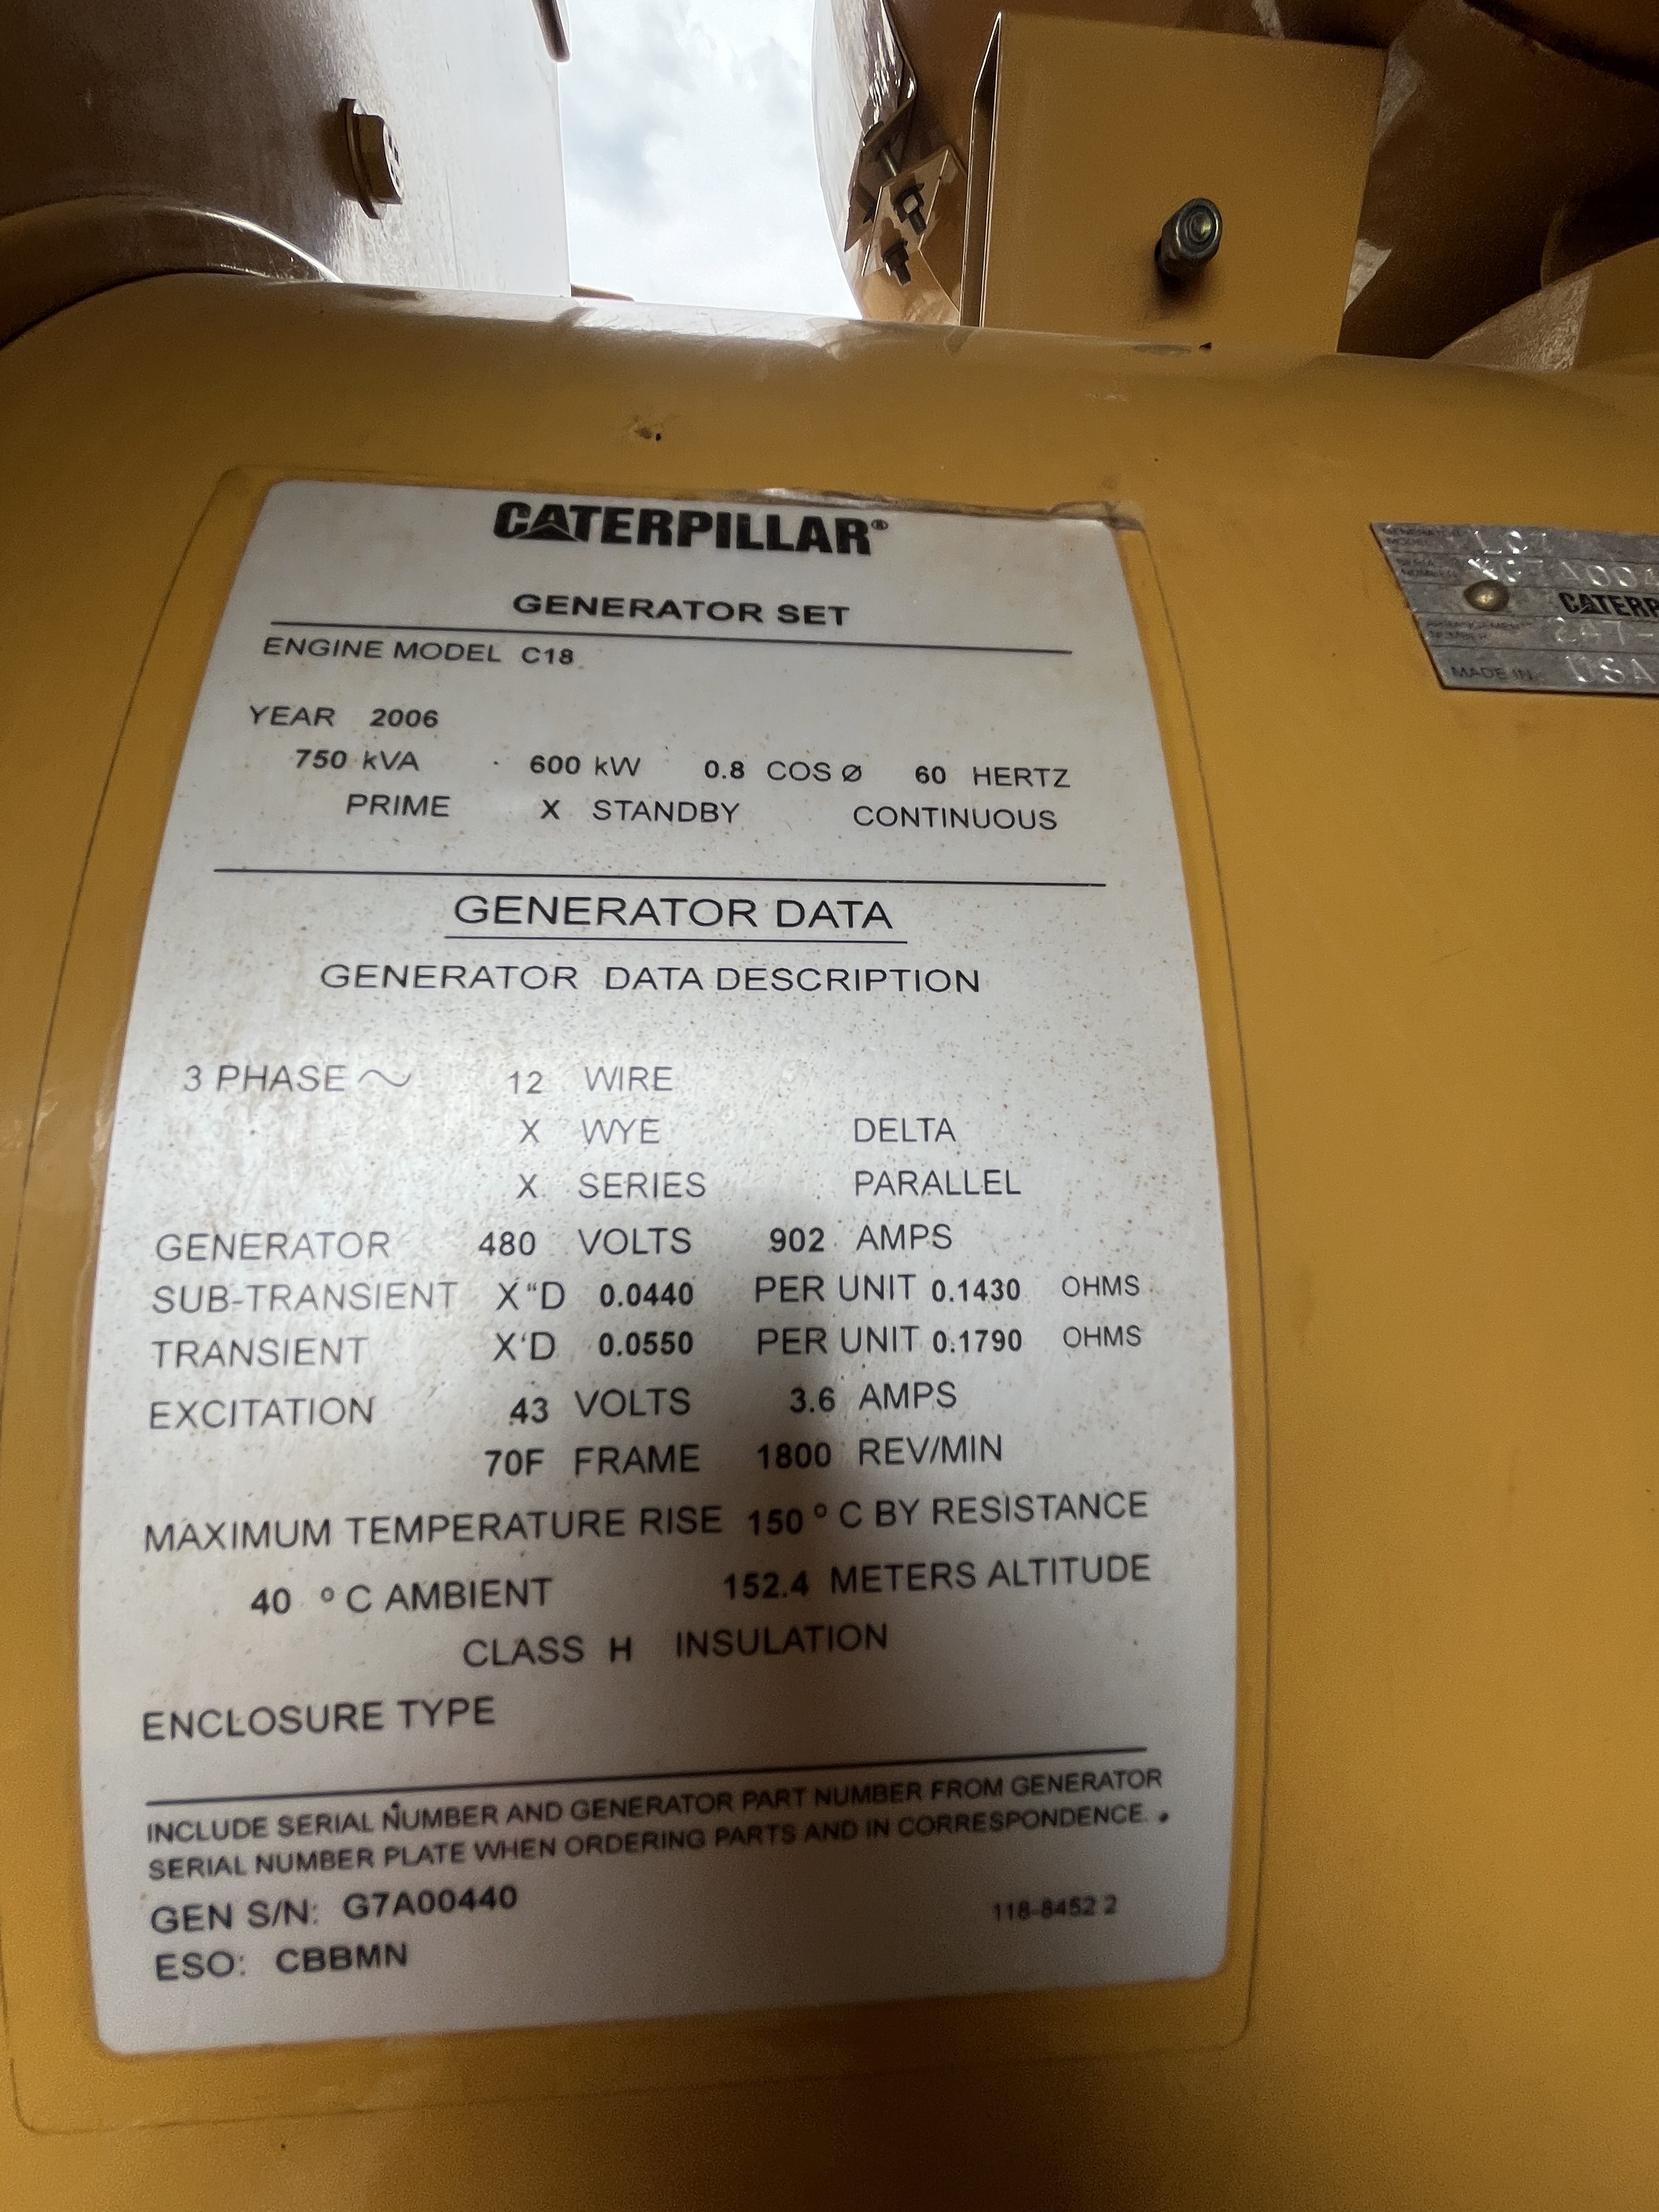 CATERPILLAR®
GENERATOR SET
ENGINE MODEL C18
YEAR 2006
750 kVA 600 kW 0.8 COS Ø 60 HERTZ
PRIME X STANDBY CONTINUOUS
GENERATOR DATA
GENERATOR DATA DESCRIPTION
3 PHASE ~ 12 WIRE
X WYE DELTA
X SERIES PARALLEL
GENERATOR 480 VOLTS 902 AMPS
SUB-TRANSIENT X"D 0.0440 PER UNIT 0.1430 OHMS
TRANSIENT X'D 0.0550 PER UNIT 0.1790 OHMS
EXCITATION 43 VOLTS 3.6 AMPS
70F FRAME 1800 REV/MIN
MAXIMUM TEMPERATURE RISE 150 °C BY RESISTANCE
40 °C AMBIENT 152.4 METERS ALTITUDE
CLASS H INSULATION
ENCLOSURE TYPE
INCLUDE SERIAL NUMBER AND GENERATOR PART NUMBER FROM GENERATOR
SERIAL NUMBER PLATE WHEN ORDERING PARTS AND IN CORRESPONDENCE.
GEN S/N: G7A00440
118-8452 2
ESO: CBBMN
CATERP
MADE IN USA